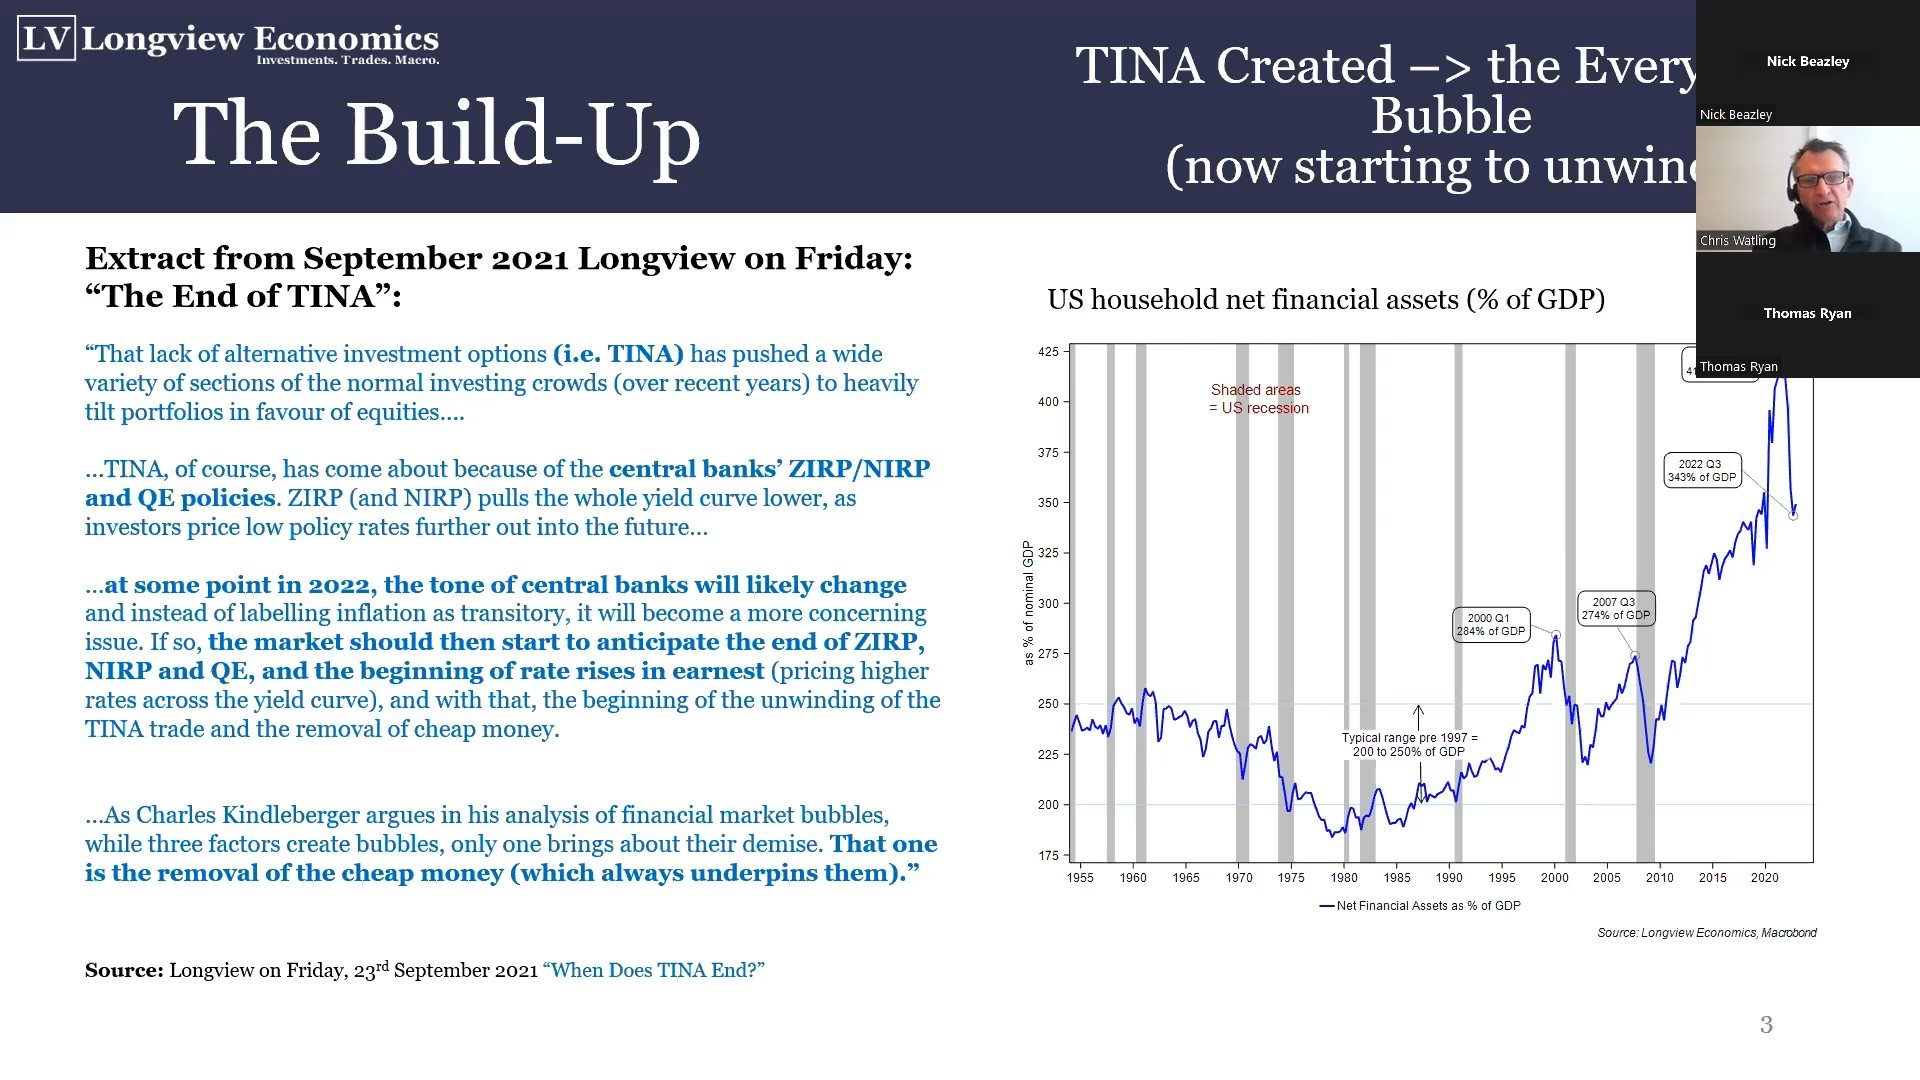 LV Longview Economics
Investments. Trades. Macro.
The Build-Up
TINA Created –> the Every
Bubble
(now starting to unwin
Nick Beazley
Nick Beazley
Chris Watling
Thomas Ryan
Thomas Ryan
Extract from September 2021 Longview on Friday:
“The End of TINA”:
“That lack of alternative investment options (i.e. TINA) has pushed a wide
variety of sections of the normal investing crowds (over recent years) to heavily
tilt portfolios in favour of equities....
…TINA, of course, has come about because of the central banks’ ZIRP/NIRP
and QE policies. ZIRP (and NIRP) pulls the whole yield curve lower, as
investors price low policy rates further out into the future…
…at some point in 2022, the tone of central banks will likely change
and instead of labelling inflation as transitory, it will become a more concerning
issue. If so, the market should then start to anticipate the end of ZIRP,
NIRP and QE, and the beginning of rate rises in earnest (pricing higher
rates across the yield curve), and with that, the beginning of the unwinding of the
TINA trade and the removal of cheap money.
…As Charles Kindleberger argues in his analysis of financial market bubbles,
while three factors create bubbles, only one brings about their demise. That one
is the removal of the cheap money (which always underpins them).”
Source: Longview on Friday, 23rd September 2021 “When Does TINA End?”
US household net financial assets (% of GDP)
as % of nominal GDP
425
400
375
350
325
300
275
250
225
200
175
Shaded areas
= US recession
2022 Q3
343% of GDP
2007 Q3
274% of GDP
2000 Q1
284% of GDP
Typical range pre 1997 =
200 to 250% of GDP
1955 1960 1965 1970 1975 1980 1985 1990 1995 2000 2005 2010 2015 2020
Net Financial Assets as % of GDP
Source: Longview Economics, Macrobond
3